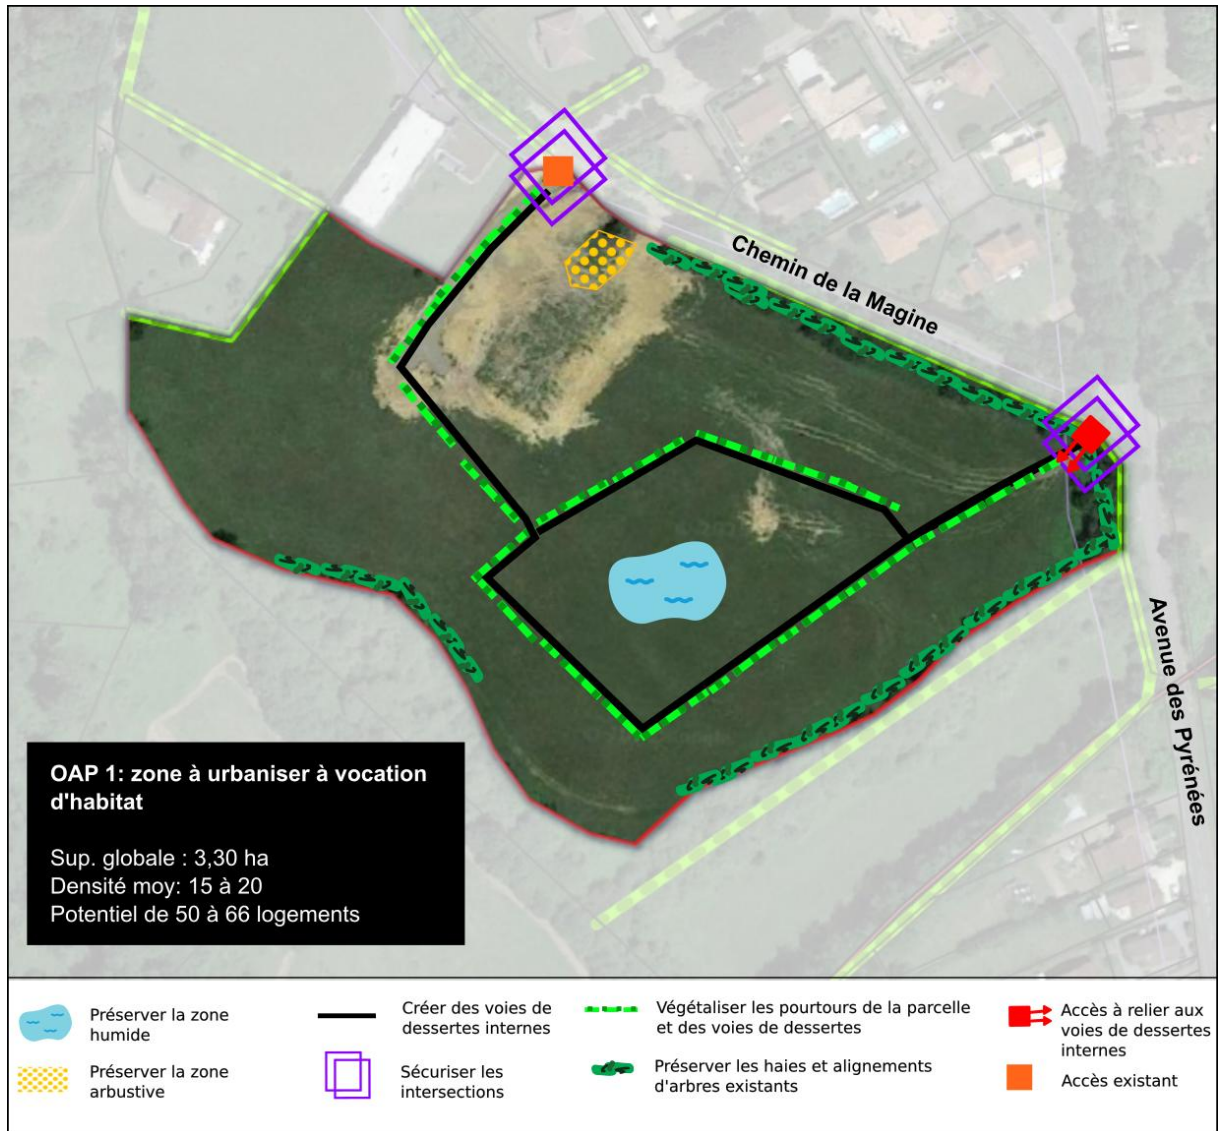 Chemin de la Magine
Avenue des Pyrénées
OAP 1: zone à urbaniser à vocation
d'habitat
Sup. globale : 3,30 ha
Densité moy: 15 à 20
Potentiel de 50 à 66 logements
Préserver la zone
humide
Préserver la zone
arbustive
Créer des voies de
dessertes internes
Sécuriser les
intersections
Végétaliser les pourtours de la parcelle
et des voies de dessertes
Préserver les haies et alignements
d'arbres existants
Accès à relier aux
voies de dessertes
internes
Accès existant